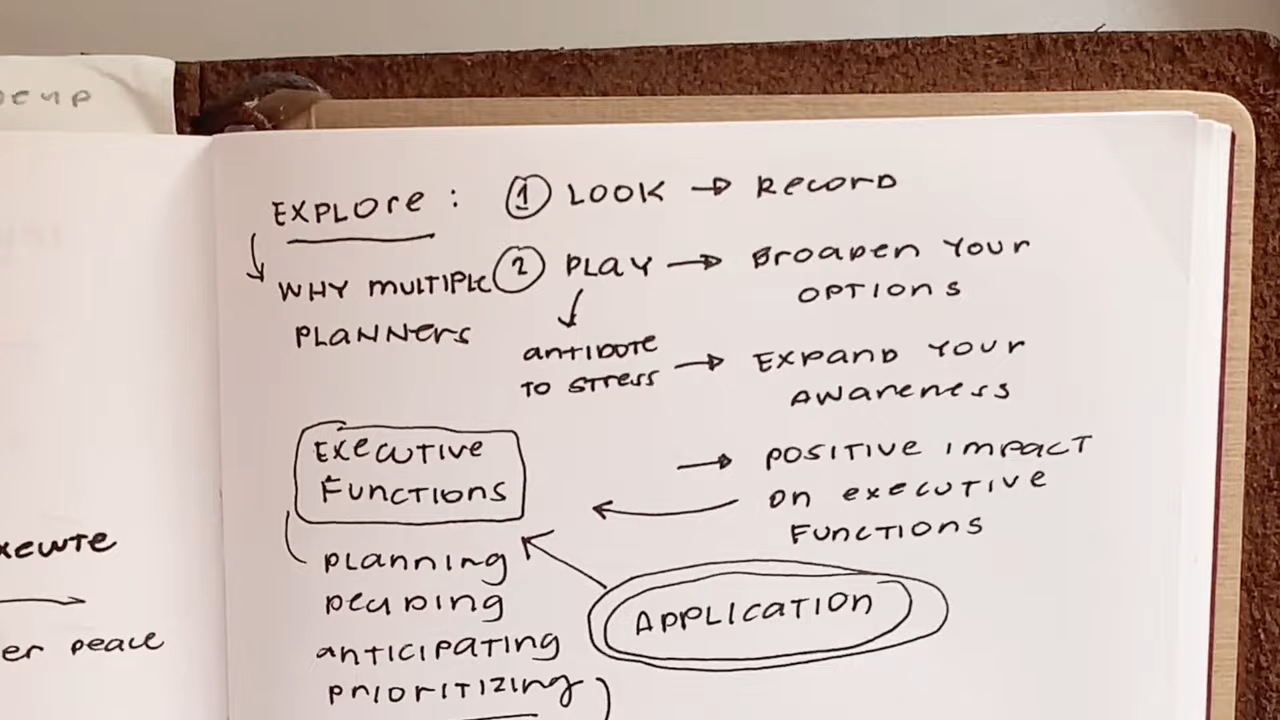 EXPLORE : ① LOOK → RECORD
WHY MULTIPLE
PLANNERS
② PLAY → BROADEN YOUR
OPTIONS
ANTIDOTE
TO STRESS
→ EXPAND YOUR
AWARENESS
→ POSITIVE IMPACT
ON EXECUTIVE
FUNCTIONS
EXECUTIVE
FUNCTIONS
PLANNING
DECIDING
ANTICIPATING
PRIORITIZING
APPLICATION
er peace